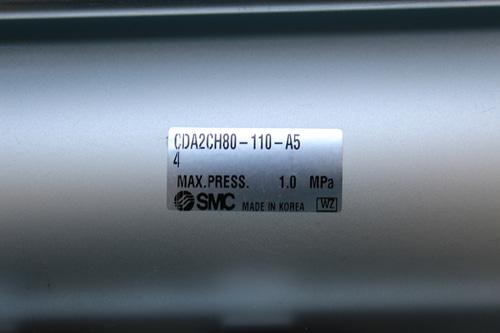 CDA2CH80-110-A5
4
MAX.PRESS. 1.0 MPa
SMC MADE IN KOREA WZ